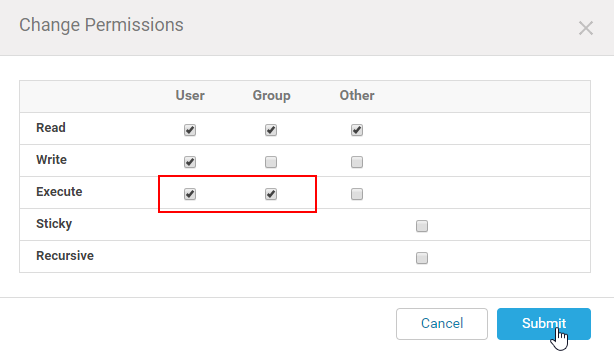 Change Permissions
User Group Other
Read
Write
Execute
Sticky
Recursive
Cancel Submit